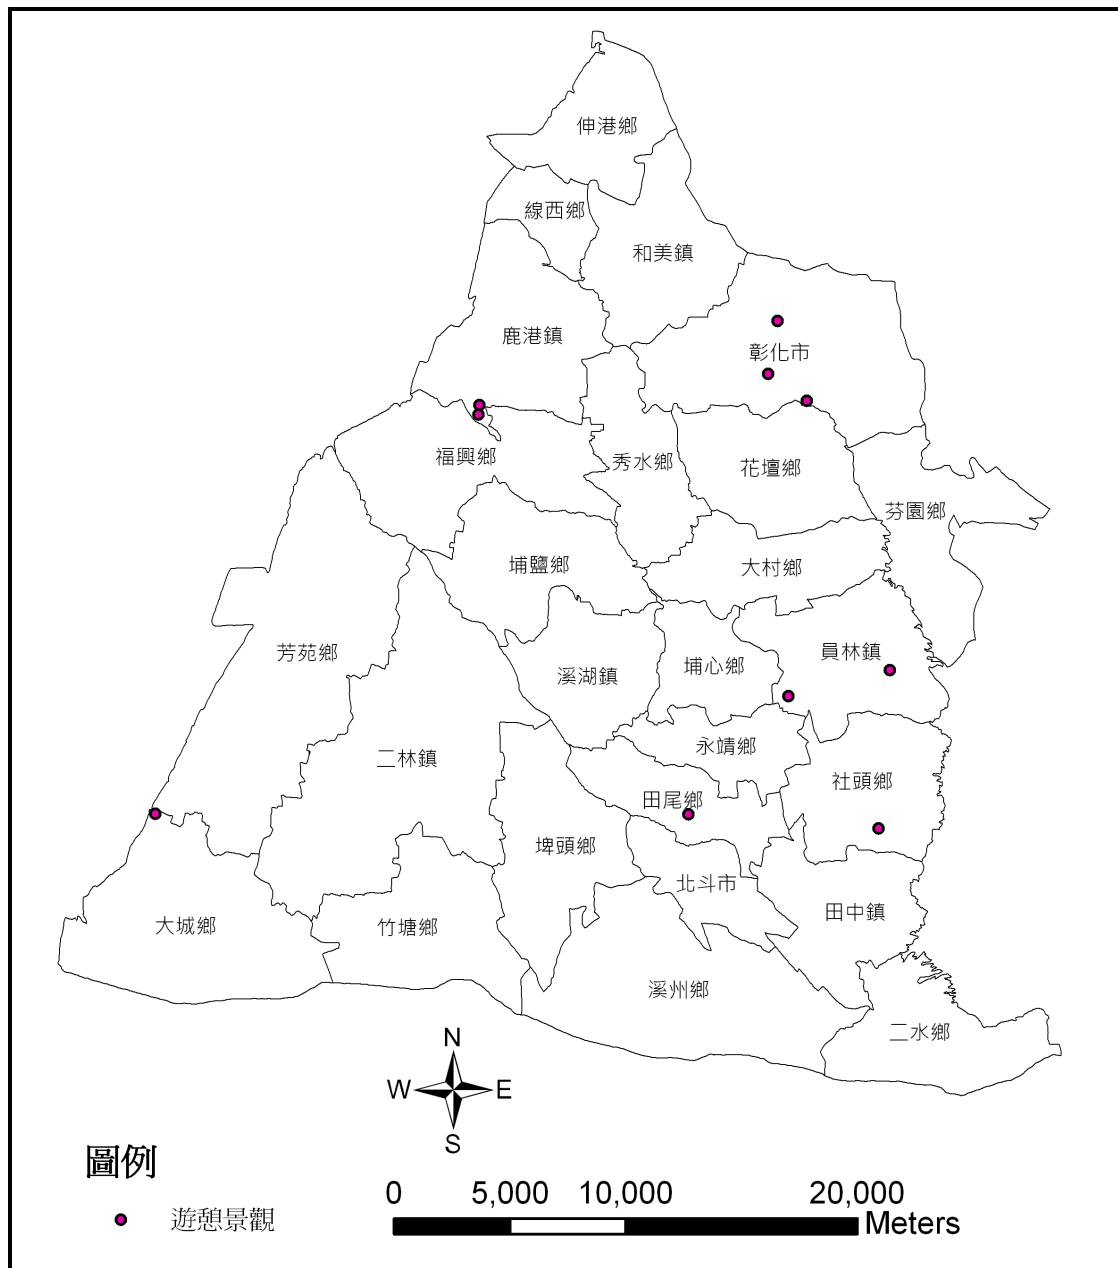 伸港鄉
線西鄉
和美鎮
鹿港鎮
彰化市
福興鄉
秀水鄉
花壇鄉
芬園鄉
埔鹽鄉
大村鄉
芳苑鄉
溪湖鎮
埔心鄉
員林鎮
二林鎮
永靖鄉
社頭鄉
田尾鄉
埤頭鄉
北斗市
大城鄉
竹塘鄉
田中鎮
溪州鄉
二水鄉
N
W E
S
圖例
遊憩景觀
0 5,000 10,000 20,000
Meters